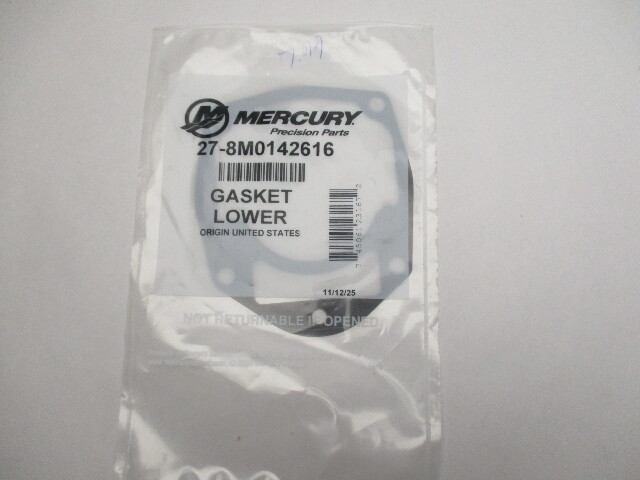 MERCURY
Precision Parts
27-8M0142616
GASKET
LOWER
ORIGIN UNITED STATES
11/12/25
NOT RETURNABLE IF OPENED